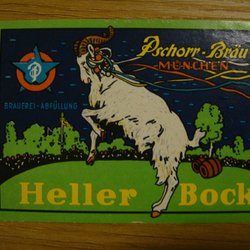 Pschorr-Bräu
MÜNCHEN
P
BRAUEREI-ABFÜLLUNG
Heller Bock